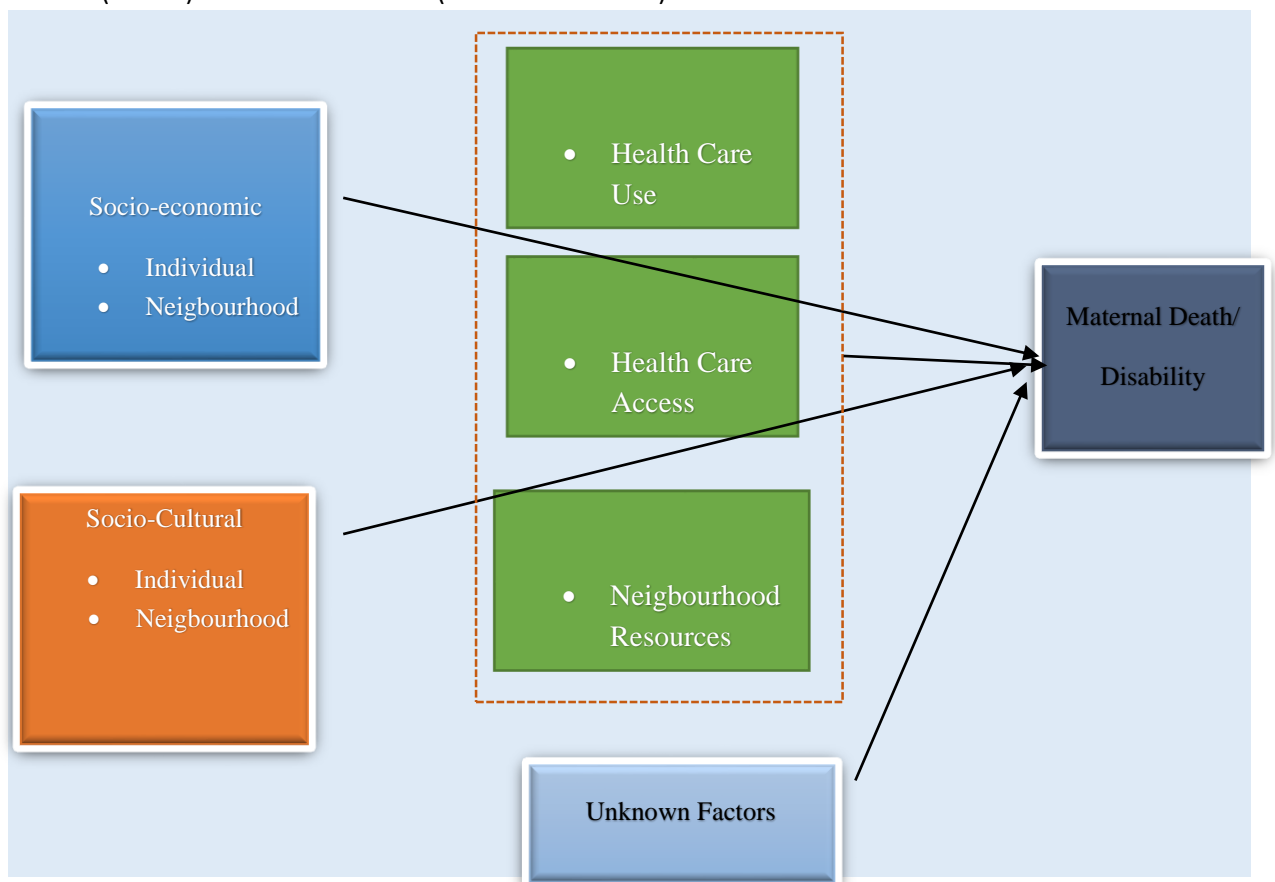 Socio-economic
• Individual
• Neigbourhood
Socio-Cultural
• Individual
• Neigbourhood
• Health Care
Use
• Health Care
Access
• Neigbourhood
Resources
Unknown Factors
Maternal Death/
Disability